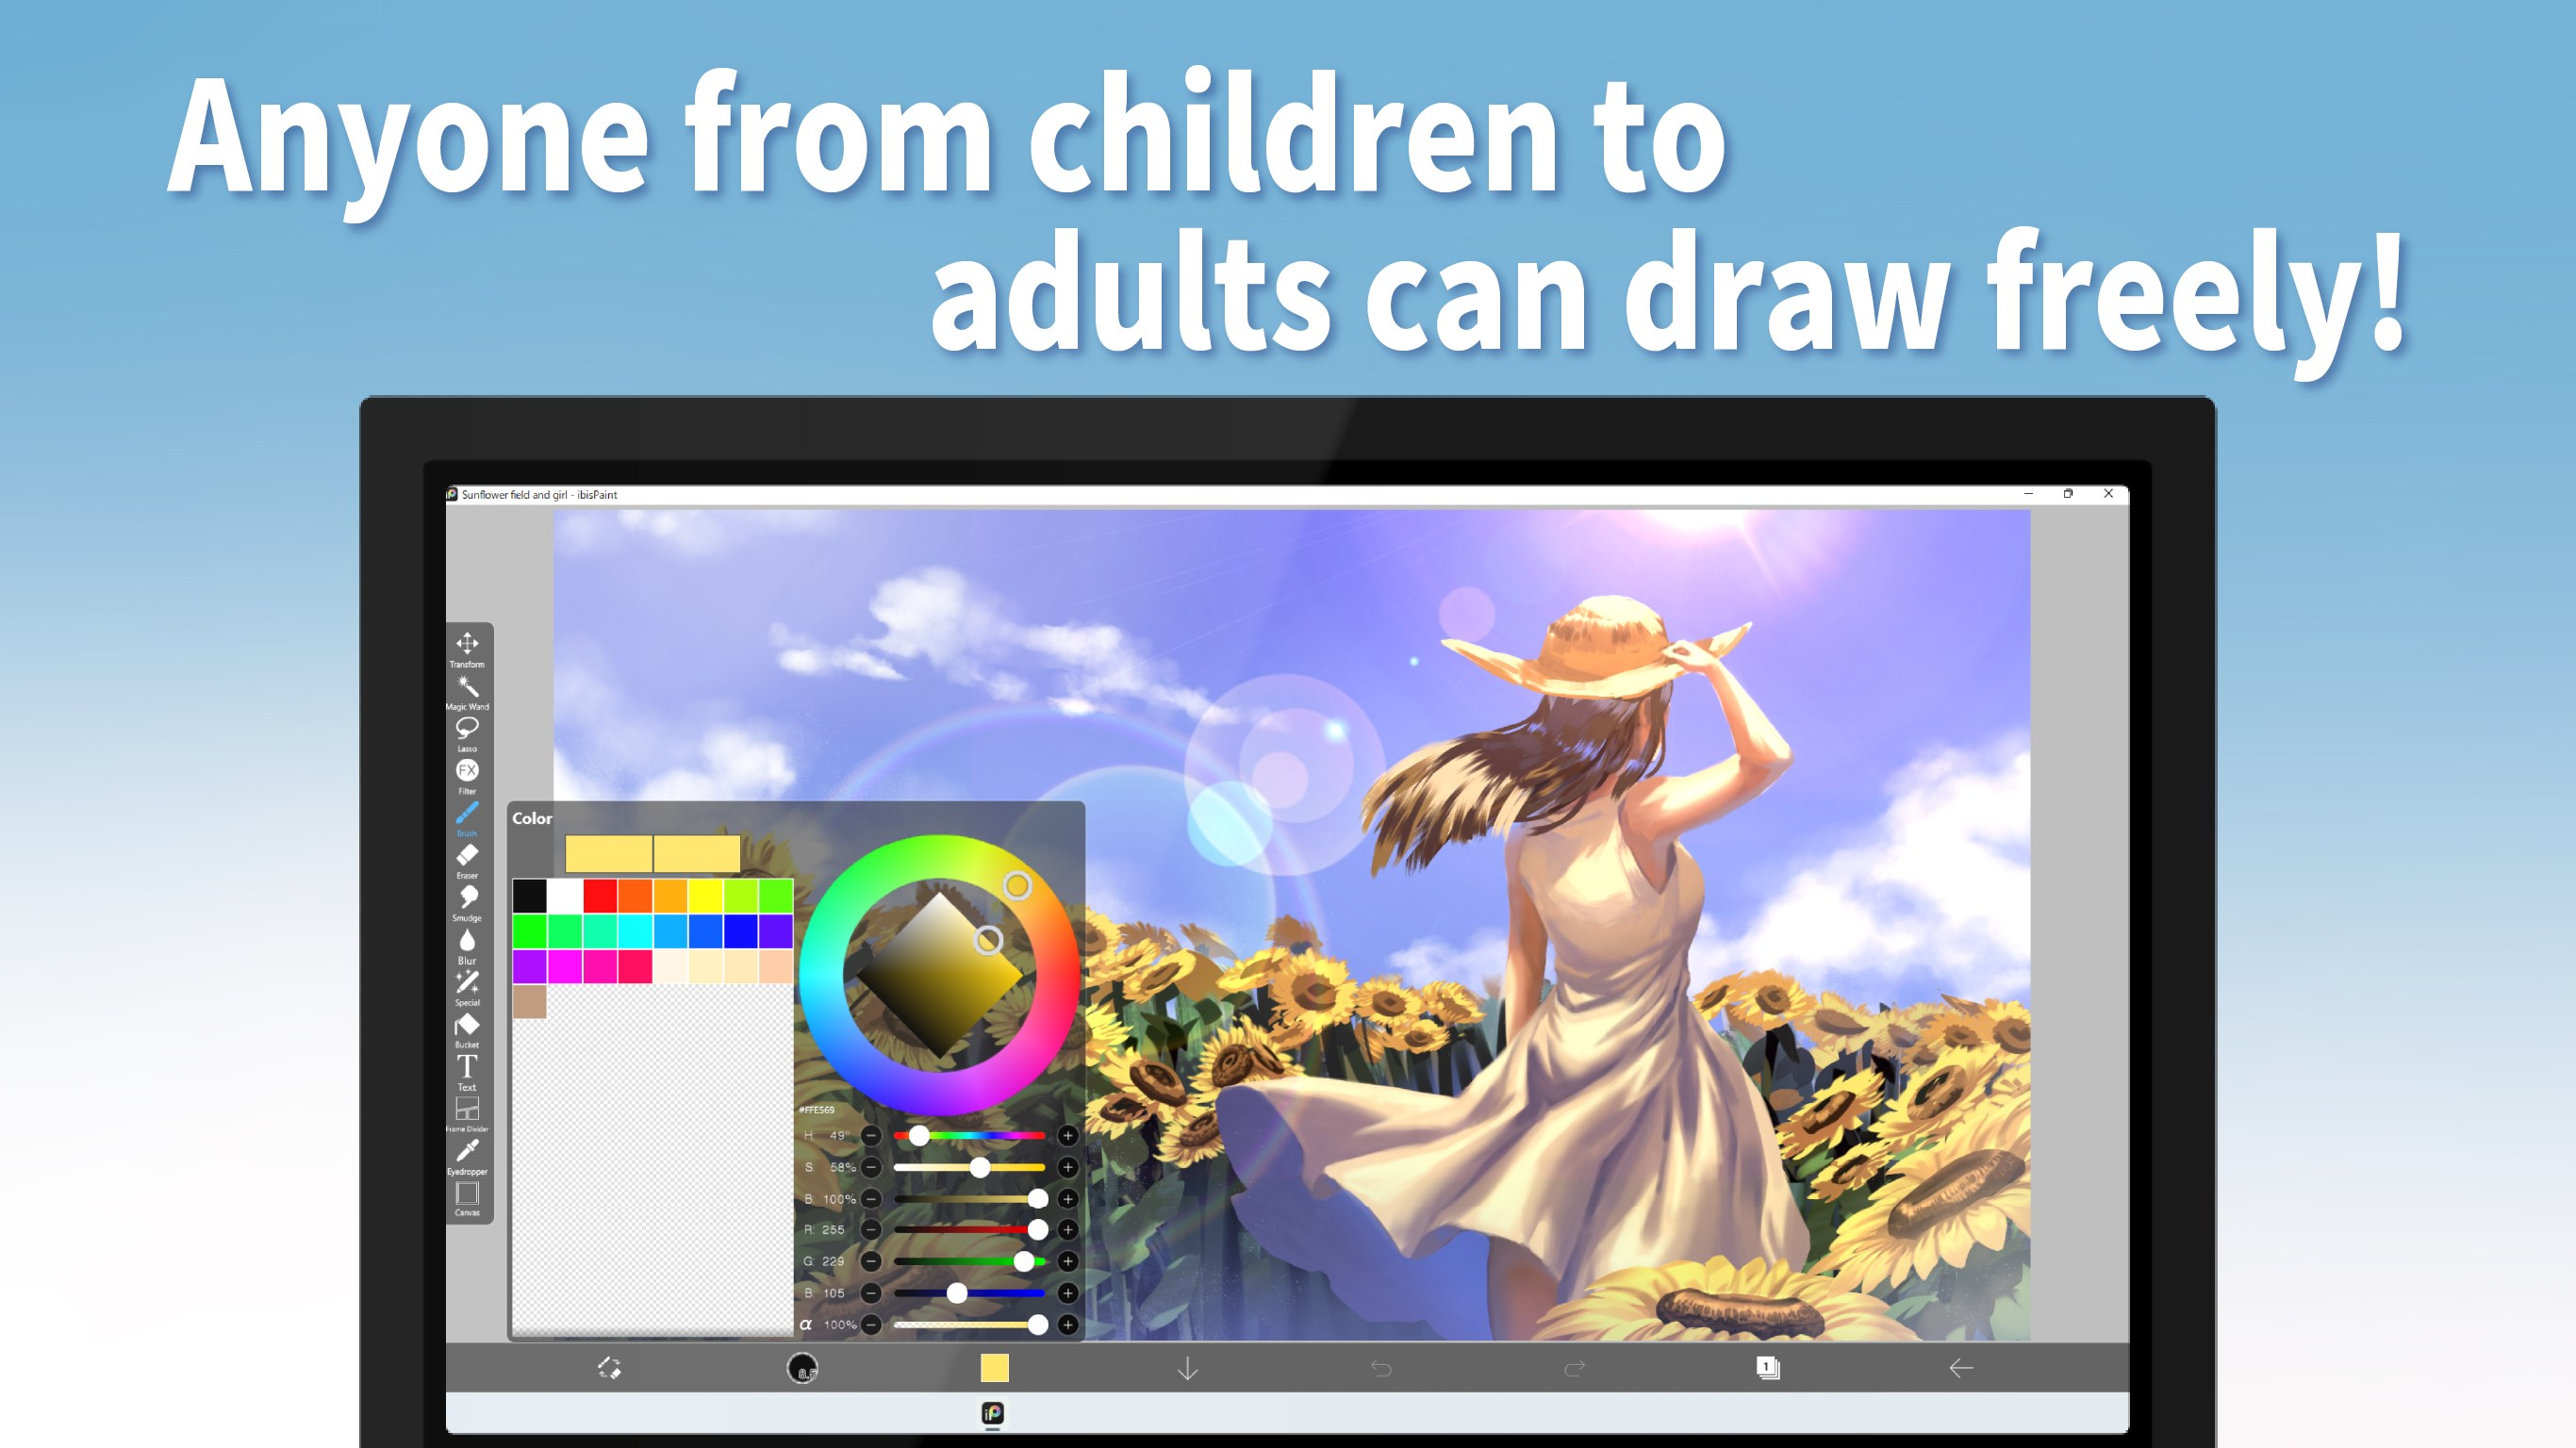 Anyone from children to
adults can draw freely!
Sunflower field and girl - ibisPaint
Transform
Magic Wand
Lasso
FX
Filter
Brush
Eraser
Smudge
Blur
Special
Bucket
T
Text
Frame Divider
Eyedropper
Canvas
Color
#FFE569
H: 49°
S: 58%
B: 100%
R: 255
G: 229
B: 105
α 100%
1
iP